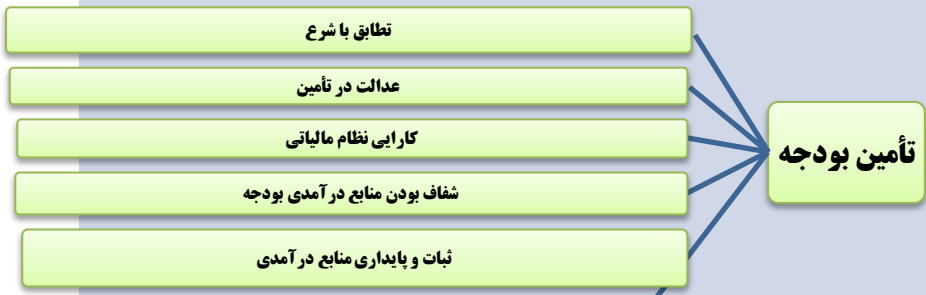 تأمین بودجه
تطابق با شرع
عدالت در تأمین
کارایی نظام مالیاتی
شفاف بودن منابع درآمدی بودجه
ثبات و پایداری منابع درآمدی